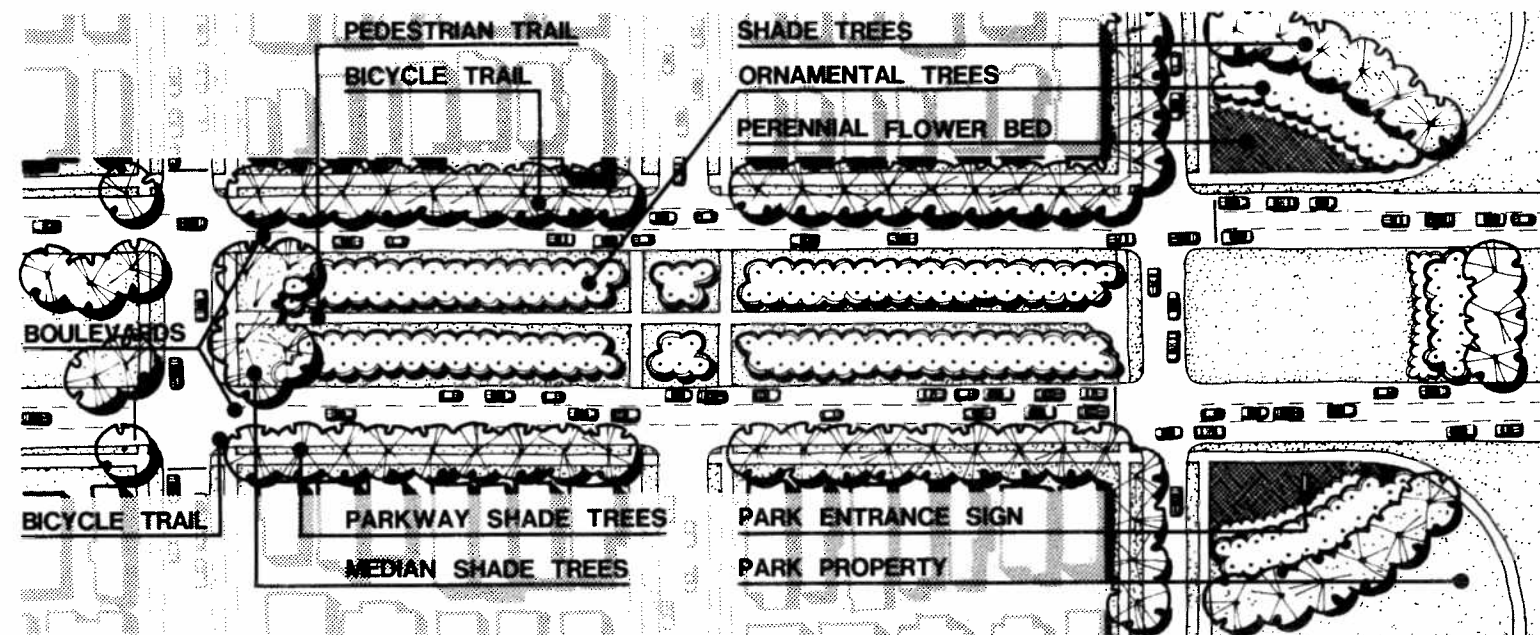 PEDESTRIAN TRAIL
BICYCLE TRAIL
SHADE TREES
ORNAMENTAL TREES
PERENNIAL FLOWER BED
BOULEVARDS
BICYCLE TRAIL
PARKWAY SHADE TREES
MEDIAN SHADE TREES
PARK ENTRANCE SIGN
PARK PROPERTY